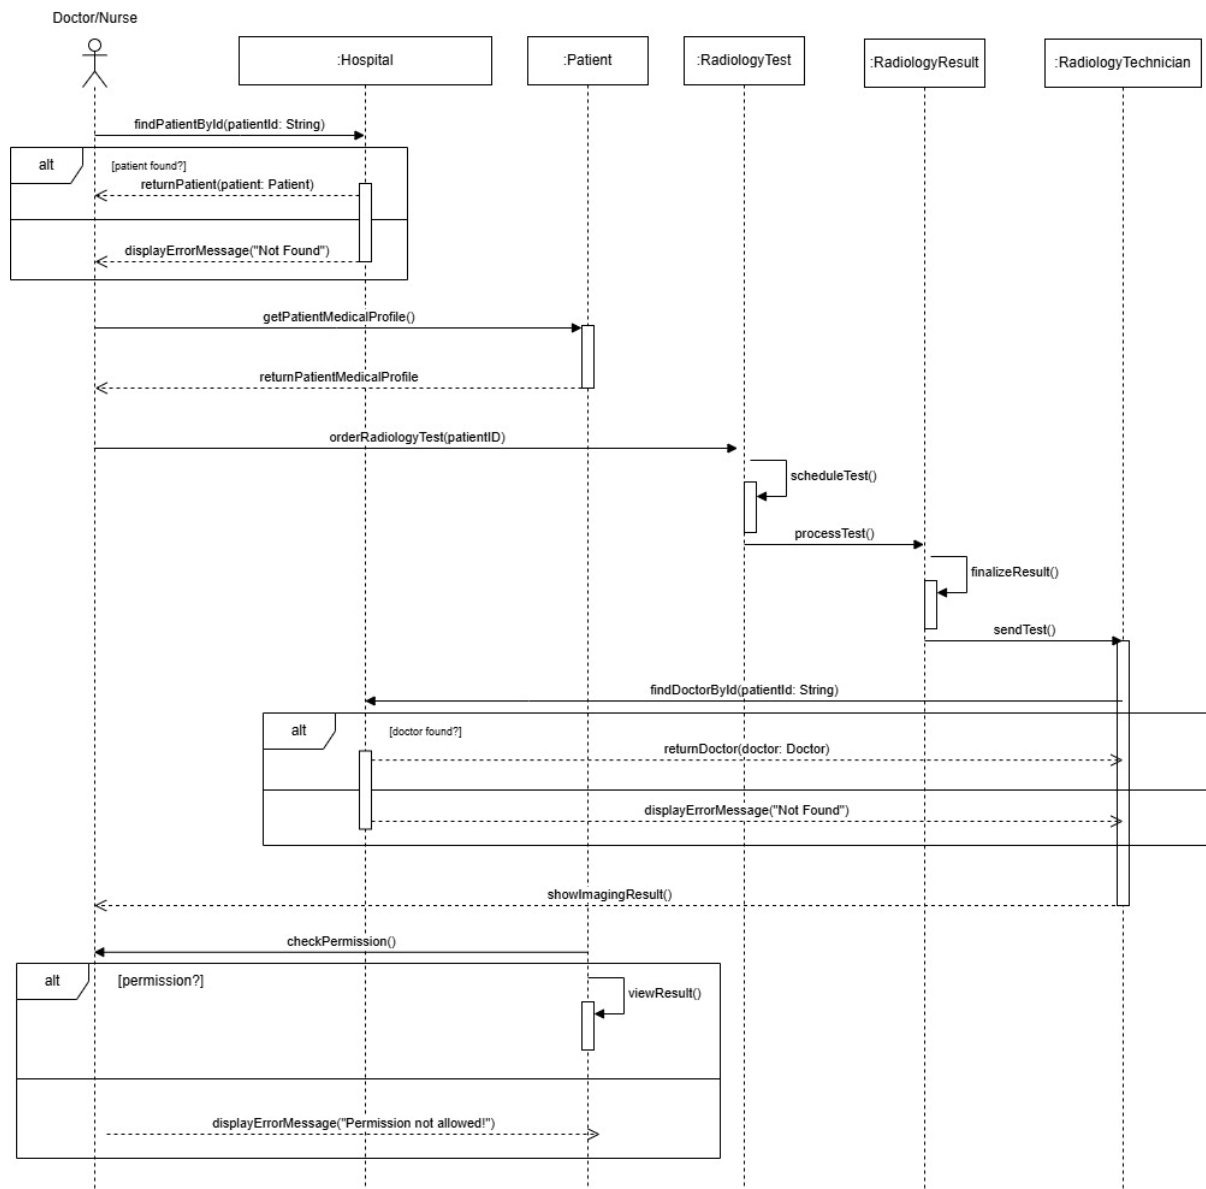 Doctor/Nurse
:Hospital
:Patient
:RadiologyTest
:RadiologyResult
:RadiologyTechnician
findPatientById(patientId: String)
alt
[patient found?]
returnPatient(patient: Patient)
displayErrorMessage("Not Found")
getPatientMedicalProfile()
returnPatientMedicalProfile
orderRadiologyTest(patientID)
scheduleTest()
processTest()
finalizeResult()
sendTest()
findDoctorById(patientId: String)
alt
[doctor found?]
returnDoctor(doctor: Doctor)
displayErrorMessage("Not Found")
showImagingResult()
checkPermission()
alt
[permission?]
viewResult()
displayErrorMessage("Permission not allowed!")